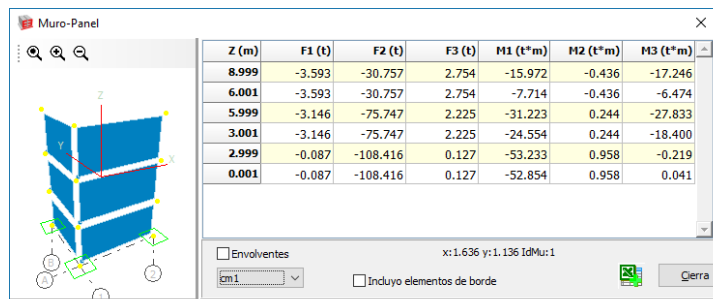 Muro-Panel
Z (m) F1 (t) F2 (t) F3 (t) M1 (t*m) M2 (t*m) M3 (t*m)
8.999 -3.593 -30.757 2.754 -15.972 -0.436 -17.246
6.001 -3.593 -30.757 2.754 -7.714 -0.436 -6.474
5.999 -3.146 -75.747 2.225 -31.223 0.244 -27.833
3.001 -3.146 -75.747 2.225 -24.554 0.244 -18.400
2.999 -0.087 -108.416 0.127 -53.233 0.958 -0.219
0.001 -0.087 -108.416 0.127 -52.854 0.958 0.041
Z
Y
X
B
A
1
2
Envolventes
x:1.636 y:1.136 IdMu:1
cm1
Incluyo elementos de borde
Cierra